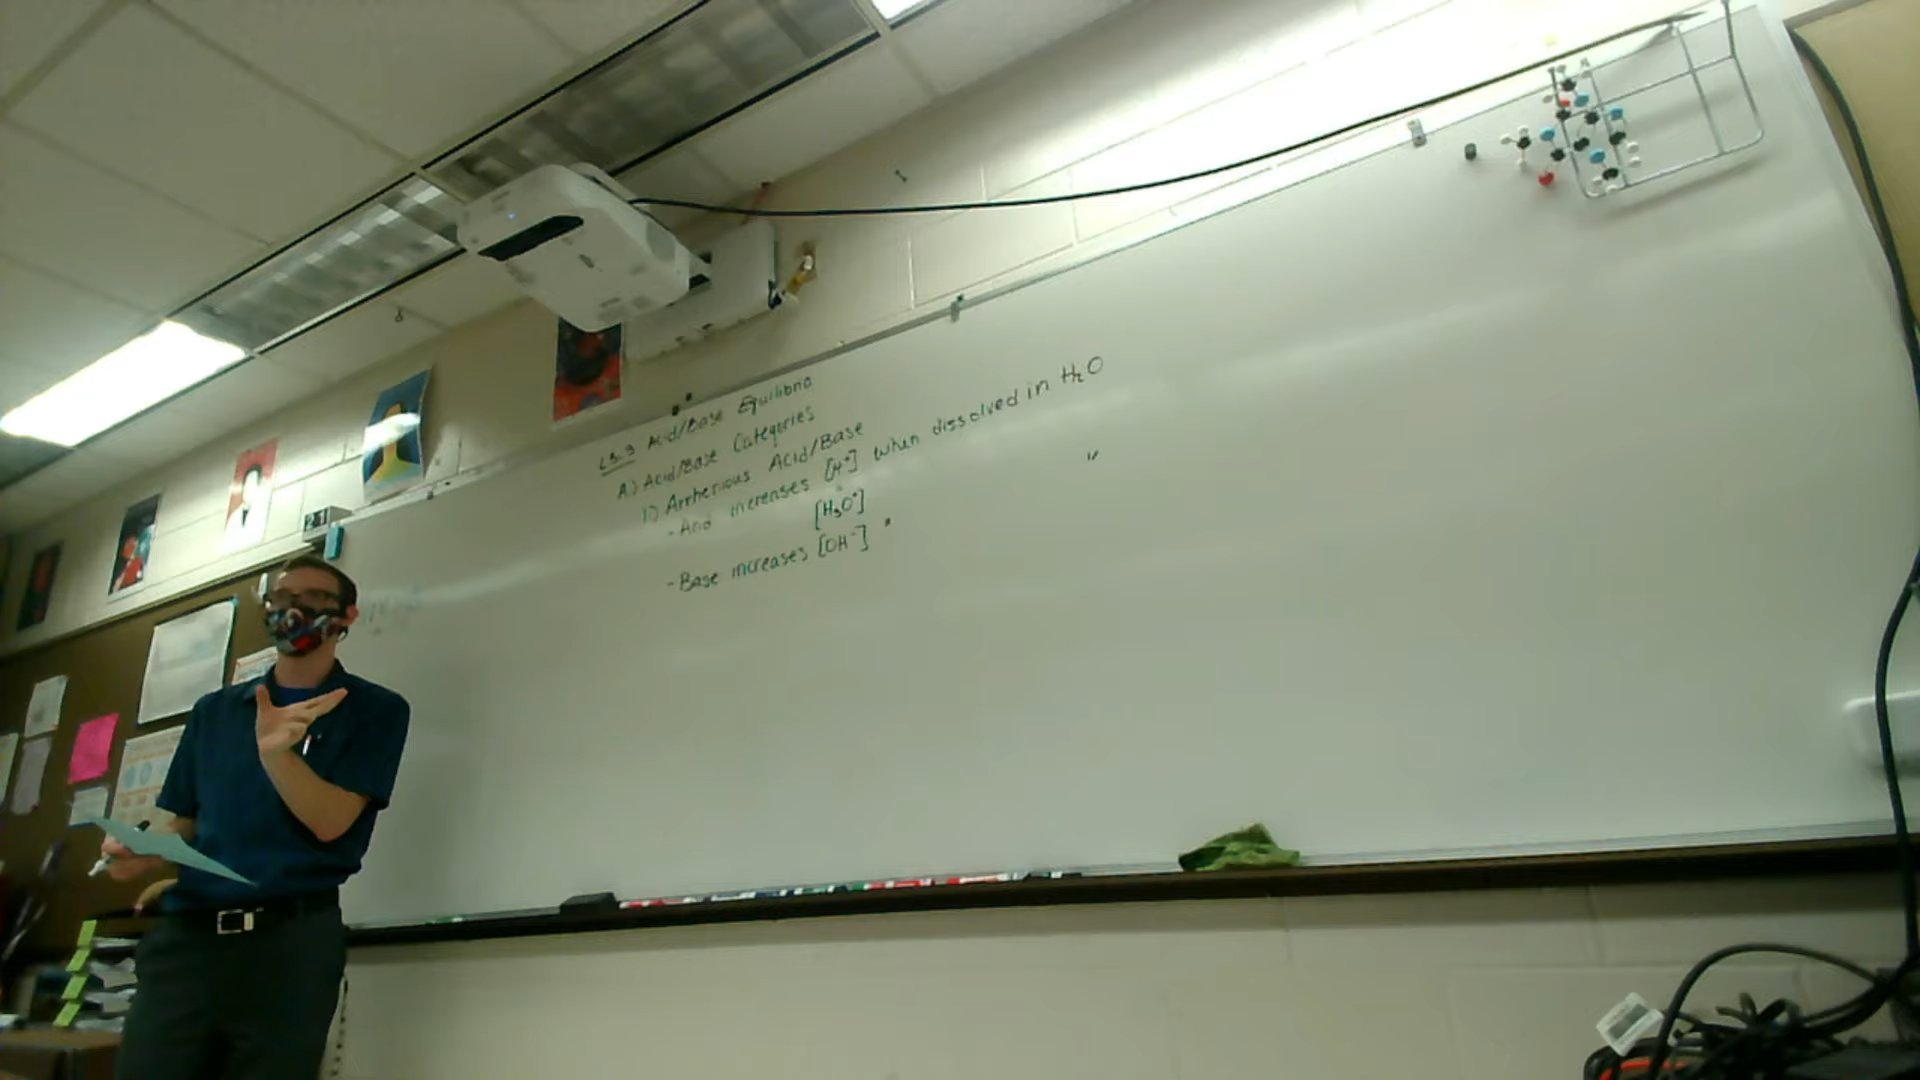 L3.3 Acid/Base Equilibria
A.) Acid/Base Categories
1.) Arrhenious Acid/Base
- Acid increases [H⁺] when dissolved in H₂O
[H₃O⁺]
- Base increases [OH⁻] " "